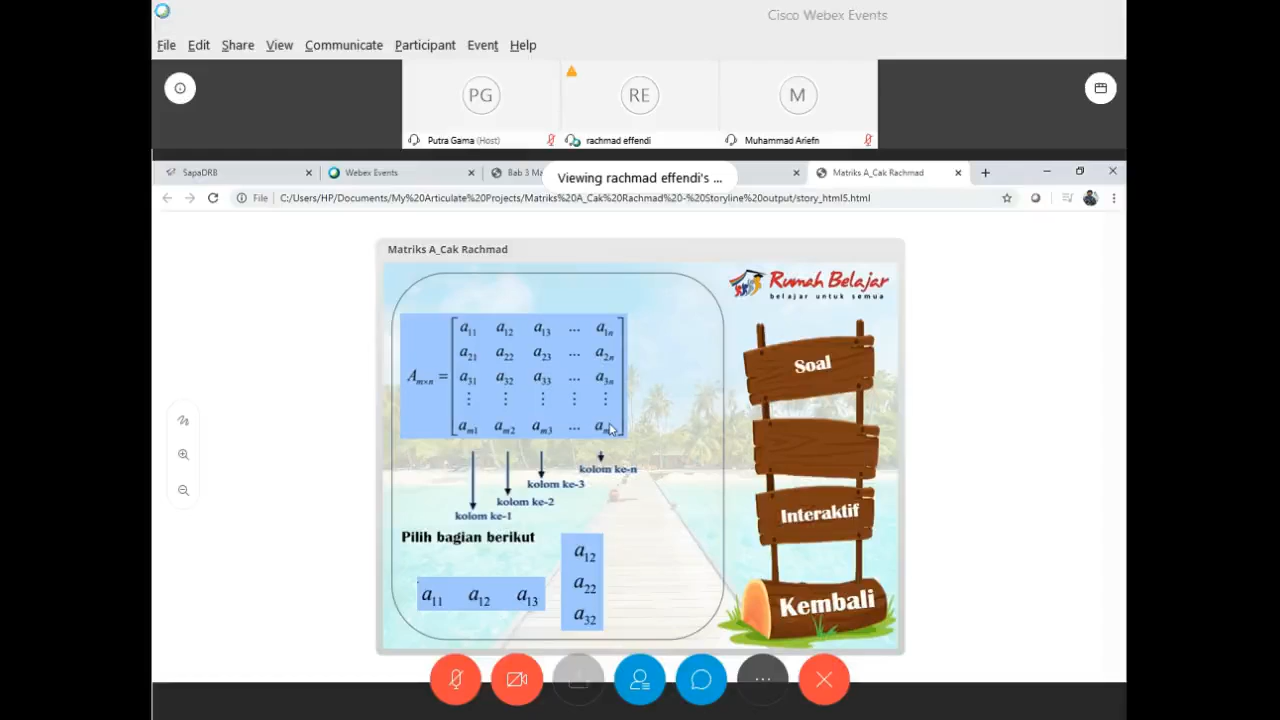 Cisco Webex Events
File Edit Share View Communicate Participant Event Help
PG RE M
Putra Gama (Host) rachmad effendi Muhammad Ariefn
SapaDRB Webex Events Bab 3 Ma Viewing rachmad effendi's ... Matriks A_Cak Rachmad
File C:/Users/HP/Documents/My%20Articulate%20Projects/Matriks%20A_Cak%20Rachmad%20-%20Storyline%20output/story_html5.html
Matriks A_Cak Rachmad
Rumah Belajar
belajar untuk semua
a11 a12 a13 ... a1n
a21 a22 a23 ... a2n
Am×n = a31 a32 a33 ... a3n
⋮ ⋮ ⋮ ⋮ ⋮
am1 am2 am3 ...
kolom ke-n
kolom ke-3
kolom ke-2
kolom ke-1
Pilih bagian berikut
a11 a12 a13
a12
a22
a32
Soal
Interaktif
Kembali